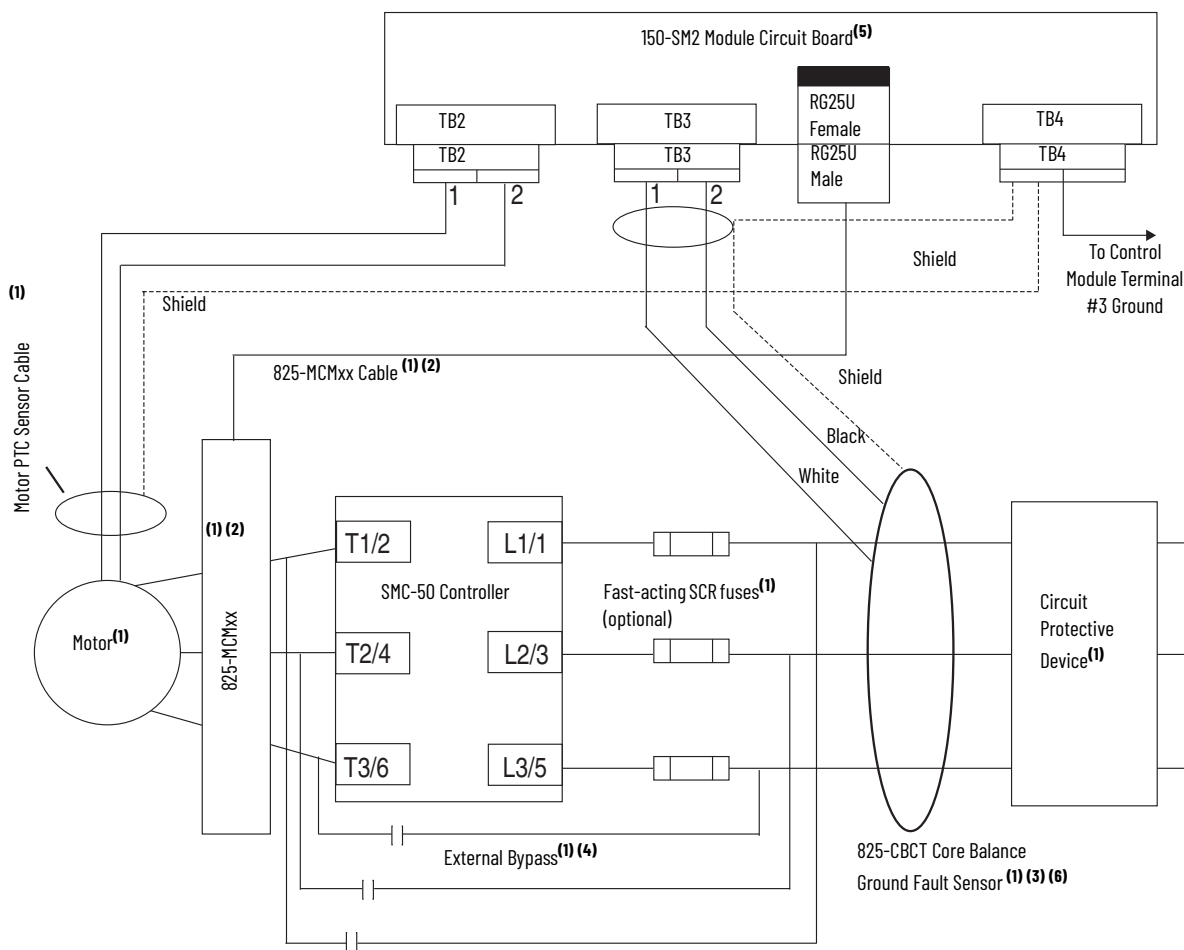 150-SM2 Module Circuit Board(5)
RG25U
Female
TB2
TB3
TB4
TB2
TB3
RG25U
Male
TB4
1
2
1
2
To Control
Module Terminal
#3 Ground
Shield
(1)
Shield
Motor PTC Sensor Cable
825-MCMxx Cable (1) (2)
Shield
Black
White
(1) (2)
T1/2
L1/1
SMC-50 Controller
Fast-acting SCR fuses(1)
(optional)
Circuit
Protective
Device(1)
Motor(1)
825-MCMxx
T2/4
L2/3
T3/6
L3/5
External Bypass(1) (4)
825-CBCT Core Balance
Ground Fault Sensor (1) (3) (6)